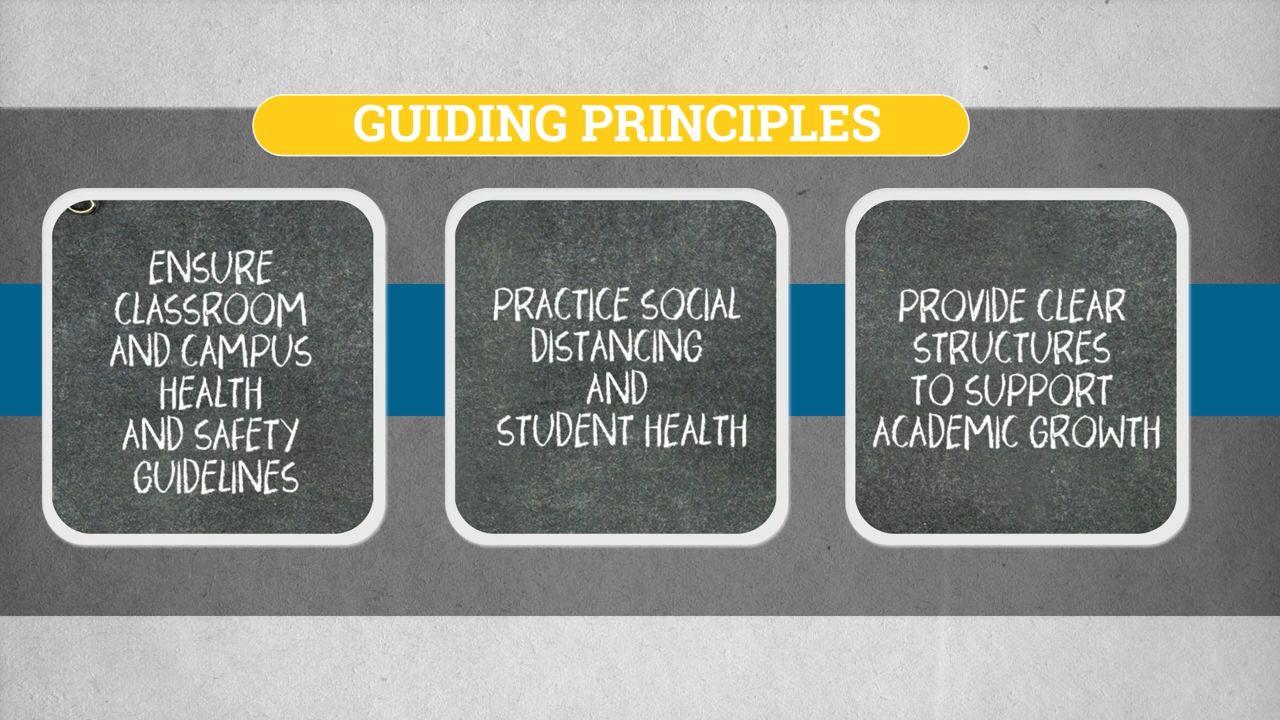 GUIDING PRINCIPLES
ENSURE
CLASSROOM
AND CAMPUS
HEALTH
AND SAFETY
GUIDELINES
PRACTICE SOCIAL
DISTANCING
AND
STUDENT HEALTH
PROVIDE CLEAR
STRUCTURES
TO SUPPORT
ACADEMIC GROWTH